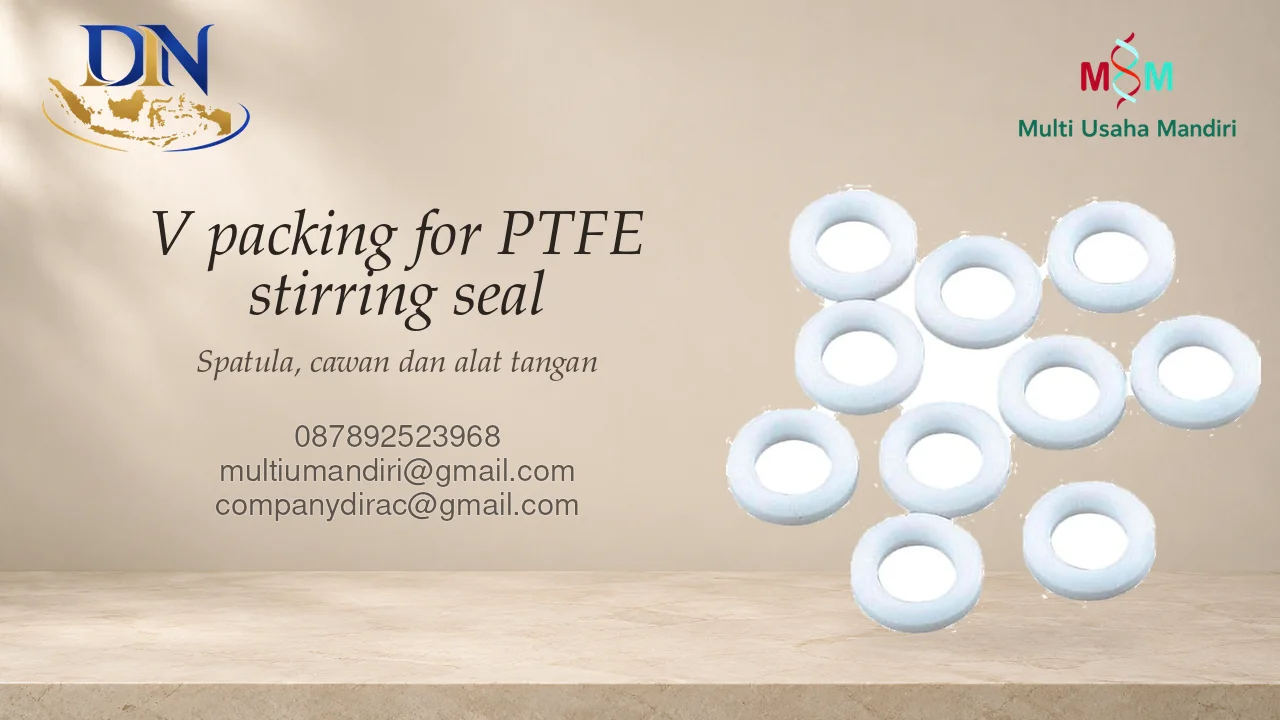 DN
M M
Multi Usaha Mandiri
V packing for PTFE
stirring seal
Spatula, cawan dan alat tangan
087892523968
multiumandiri@gmail.com
companydirac@gmail.com